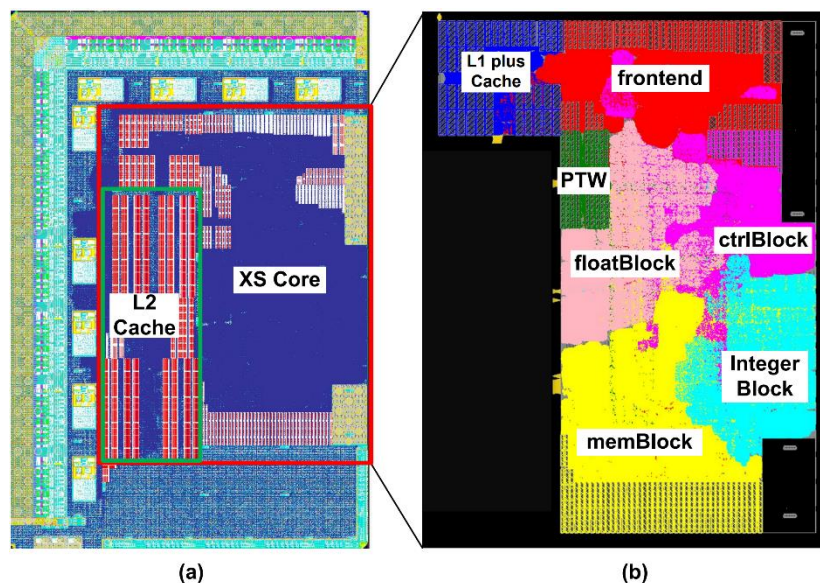 L2
Cache
XS Core
(a)
L1 plus
Cache
frontend
PTW
ctrlBlock
floatBlock
Integer
Block
memBlock
(b)